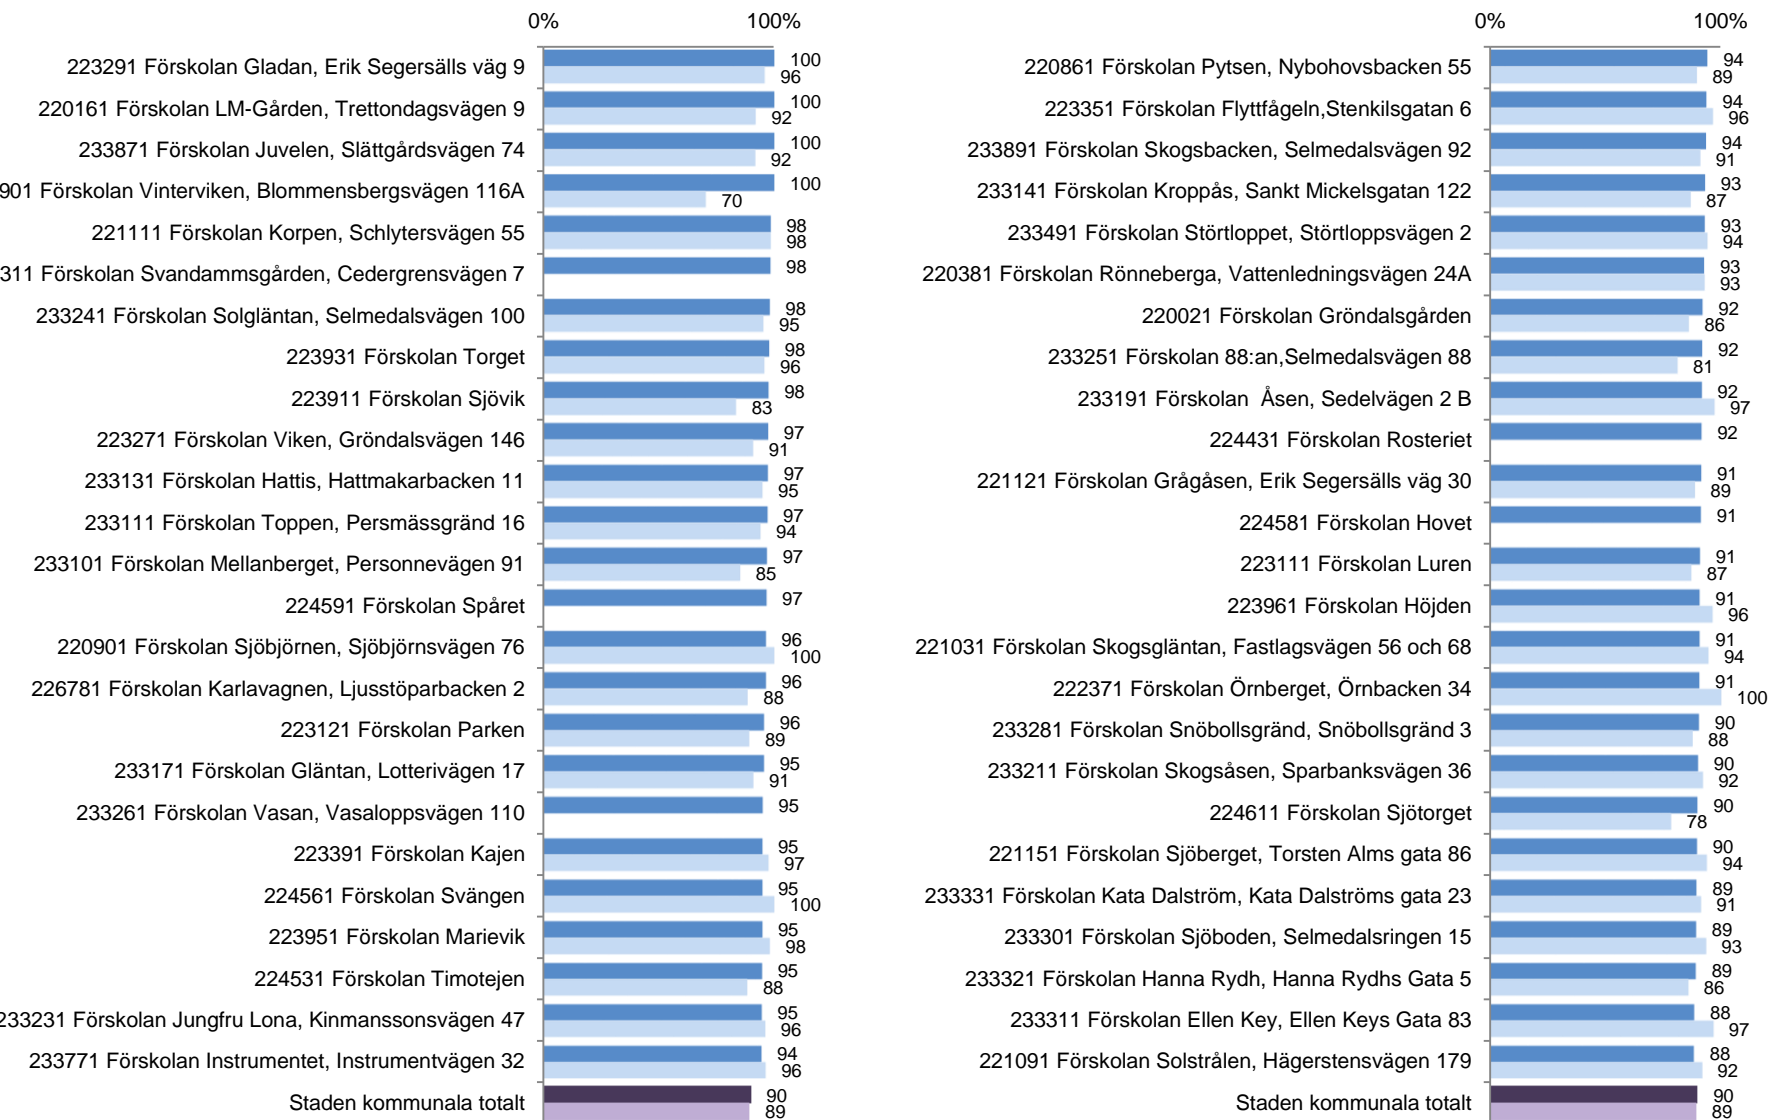 0% 100%
223291 Förskolan Gladan, Erik Segersälls väg 9 100 96
220161 Förskolan LM-Gården, Trettondagsvägen 9 100 92
233871 Förskolan Juvelen, Slättgårdsvägen 74 100 92
901 Förskolan Vinterviken, Blommensbergsvägen 116A 100 70
221111 Förskolan Korpen, Schlytersvägen 55 98 98
311 Förskolan Svandammsgården, Cedergrensvägen 7 98
233241 Förskolan Solgläntan, Selmedalsvägen 100 98 95
223931 Förskolan Torget 98 96
223911 Förskolan Sjövik 98 83
223271 Förskolan Viken, Gröndalsvägen 146 97 91
233131 Förskolan Hattis, Hattmakarbacken 11 97 95
233111 Förskolan Toppen, Persmässgränd 16 97 94
233101 Förskolan Mellanberget, Personnevägen 91 97 85
224591 Förskolan Spåret 97
220901 Förskolan Sjöbjörnen, Sjöbjörnsvägen 76 96 100
226781 Förskolan Karlavagnen, Ljusstöparbacken 2 96 88
223121 Förskolan Parken 96 89
233171 Förskolan Gläntan, Lotterivägen 17 95 91
233261 Förskolan Vasan, Vasaloppsvägen 110 95
223391 Förskolan Kajen 95 97
224561 Förskolan Svängen 95 100
223951 Förskolan Marievik 95 98
224531 Förskolan Timotejen 95 88
233231 Förskolan Jungfru Lona, Kinmanssonsvägen 47 95 96
233771 Förskolan Instrumentet, Instrumentvägen 32 94 96
Staden kommunala totalt 90 89
0% 100%
220861 Förskolan Pytsen, Nybohovsbacken 55 94 89
223351 Förskolan Flyttfågeln,Stenkilsgatan 6 94 96
233891 Förskolan Skogsbacken, Selmedalsvägen 92 94 91
233141 Förskolan Kroppås, Sankt Mickelsgatan 122 93 87
233491 Förskolan Störtloppet, Störtloppsvägen 2 93 94
220381 Förskolan Rönneberga, Vattenledningsvägen 24A 93 93
220021 Förskolan Gröndalsgården 92 86
233251 Förskolan 88:an,Selmedalsvägen 88 92 81
233191 Förskolan  Åsen, Sedelvägen 2 B 92 97
224431 Förskolan Rosteriet 92
221121 Förskolan Grågåsen, Erik Segersälls väg 30 91 89
224581 Förskolan Hovet 91
223111 Förskolan Luren 91 87
223961 Förskolan Höjden 91 96
221031 Förskolan Skogsgläntan, Fastlagsvägen 56 och 68 91 94
222371 Förskolan Örnberget, Örnbacken 34 91 100
233281 Förskolan Snöbollsgränd, Snöbollsgränd 3 90 88
233211 Förskolan Skogsåsen, Sparbanksvägen 36 90 92
224611 Förskolan Sjötorget 90 78
221151 Förskolan Sjöberget, Torsten Alms gata 86 90 94
233331 Förskolan Kata Dalström, Kata Dalströms gata 23 89 91
233301 Förskolan Sjöboden, Selmedalsringen 15 89 93
233321 Förskolan Hanna Rydh, Hanna Rydhs Gata 5 89 86
233311 Förskolan Ellen Key, Ellen Keys Gata 83 88 97
221091 Förskolan Solstrålen, Hägerstensvägen 179 88 92
Staden kommunala totalt 90 89